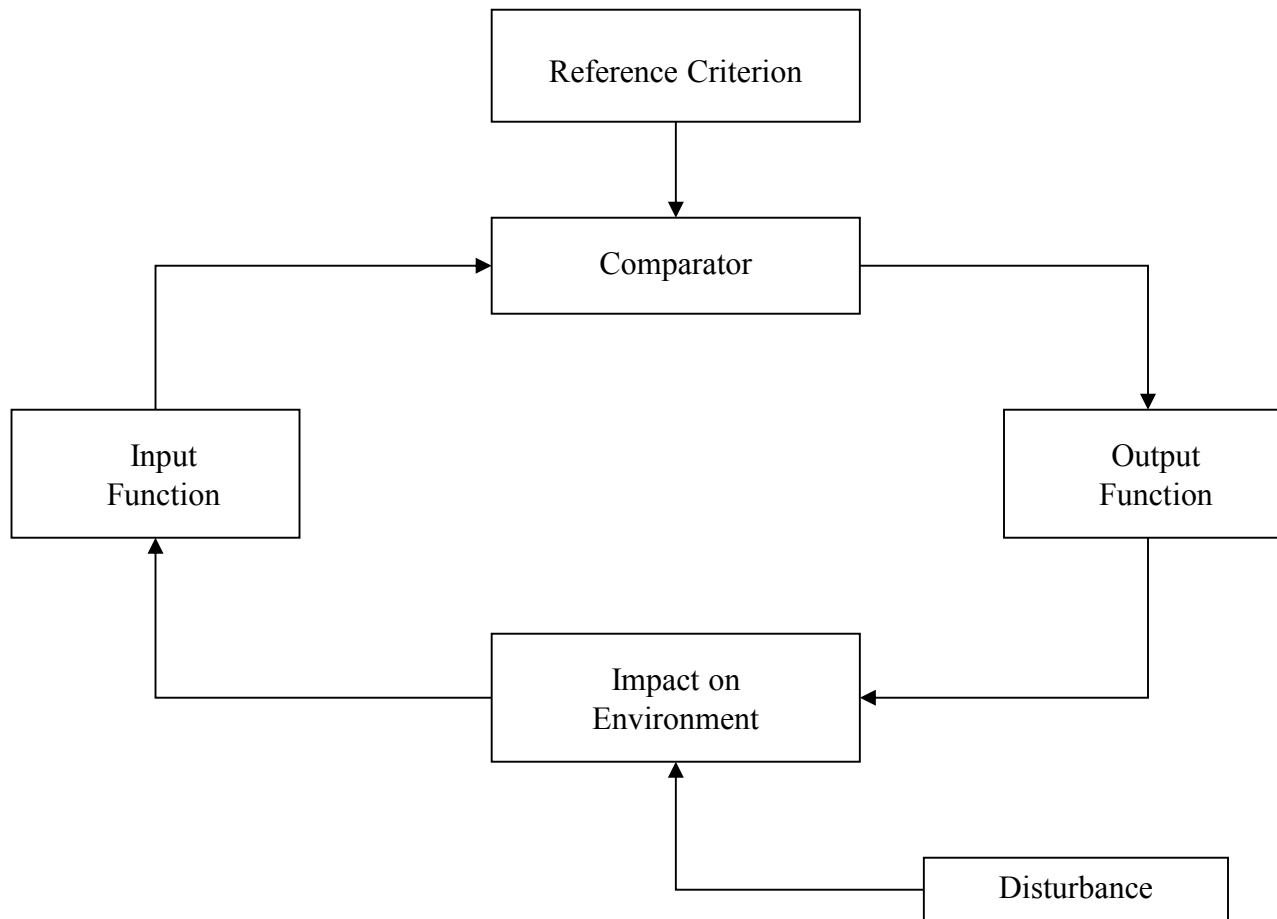 Reference Criterion
Comparator
Input
Function
Output
Function
Impact on
Environment
Disturbance